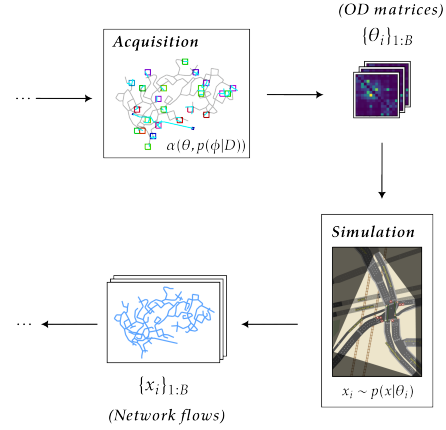 (OD matrices)
{θᵢ}₁:B
Acquisition
α(θ, p(ϕ|D))
...
Simulation
xᵢ ~ p(x|θᵢ)
...
{xᵢ}₁:B
(Network flows)